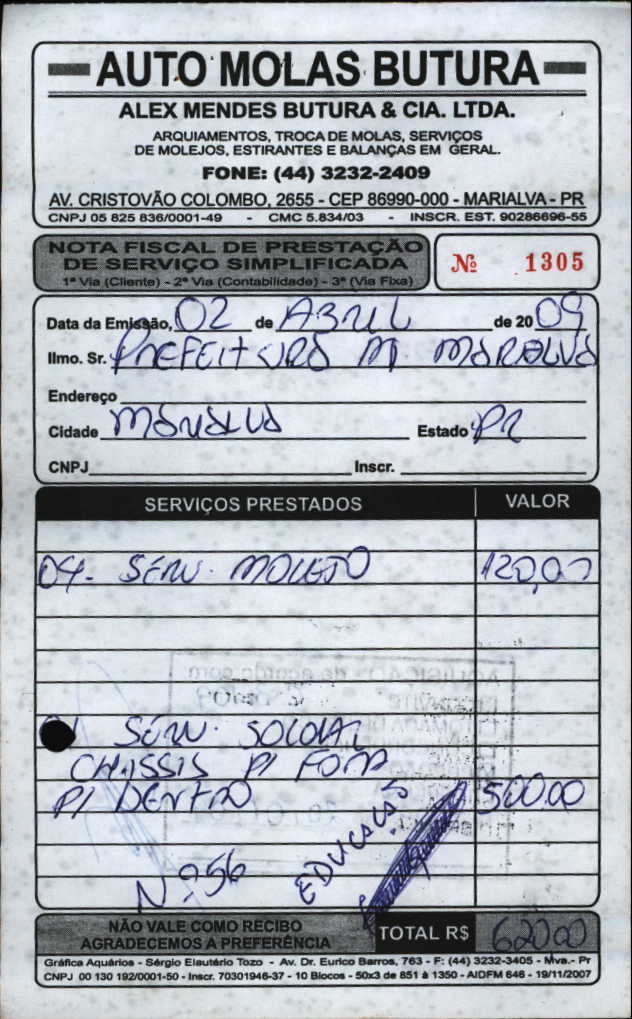 AUTO MOLAS BUTURA
ALEX MENDES BUTURA & CIA. LTDA.
ARQUIAMENTOS, TROCA DE MOLAS, SERVIÇOS
DE MOLEJOS, ESTIRANTES E BALANÇAS EM GERAL.
FONE: (44) 3232-2409
AV. CRISTOVÃO COLOMBO, 2655 - CEP 86990-000 - MARIALVA - PR
CNPJ 05 825 836/0001-49 - CMC 5.834/03 - INSCR. EST. 90286696-55
NOTA FISCAL DE PRESTAÇÃO
DE SERVIÇO SIMPLIFICADA
1ª Via (Cliente) - 2ª Via (Contabilidade) - 3ª (Via Fixa)
Nº 1305
Data da Emissão, 02 de ABRIL de 2009
Ilmo. Sr. PREFEITURA M. MARIALVA
Endereço
Cidade MARIALVA Estado PR
CNPJ Inscr.
SERVIÇOS PRESTADOS VALOR
04- SERV. MOLEJO 120,00
SERV. SOLDAR
CHASSIS P/ FORA
P/ DENTRO 500.00
EDUCAÇÃO
Nº 256
NÃO VALE COMO RECIBO
AGRADECEMOS A PREFERÊNCIA
TOTAL R$ 620.00
Gráfica Aquários - Sérgio Elautério Tozo - Av. Dr. Eurico Barros, 763 - F: (44) 3232-3405 - Mva.- Pr
CNPJ 00 130 192/0001-50 - Inscr. 70301946-37 - 10 Blocos - 50x3 de 851 à 1350 - AIDFM 646 - 19/11/2007